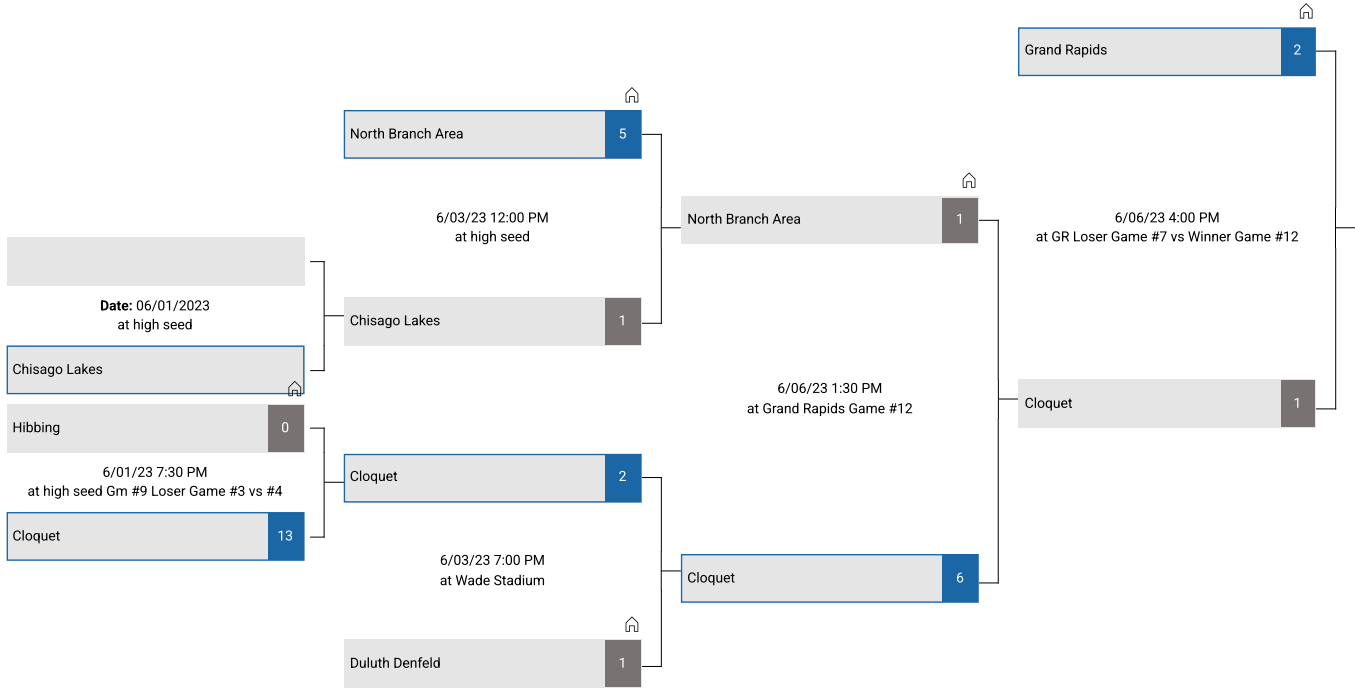 Grand Rapids
2
North Branch Area
5
6/03/23 12:00 PM
at high seed
North Branch Area
1
6/06/23 4:00 PM
at GR Loser Game #7 vs Winner Game #12
Date: 06/01/2023
at high seed
Chisago Lakes
1
Chisago Lakes
6/06/23 1:30 PM
at Grand Rapids Game #12
Cloquet
1
Hibbing
0
6/01/23 7:30 PM
at high seed Gm #9 Loser Game #3 vs #4
Cloquet
2
Cloquet
13
6/03/23 7:00 PM
at Wade Stadium
Cloquet
6
Duluth Denfeld
1